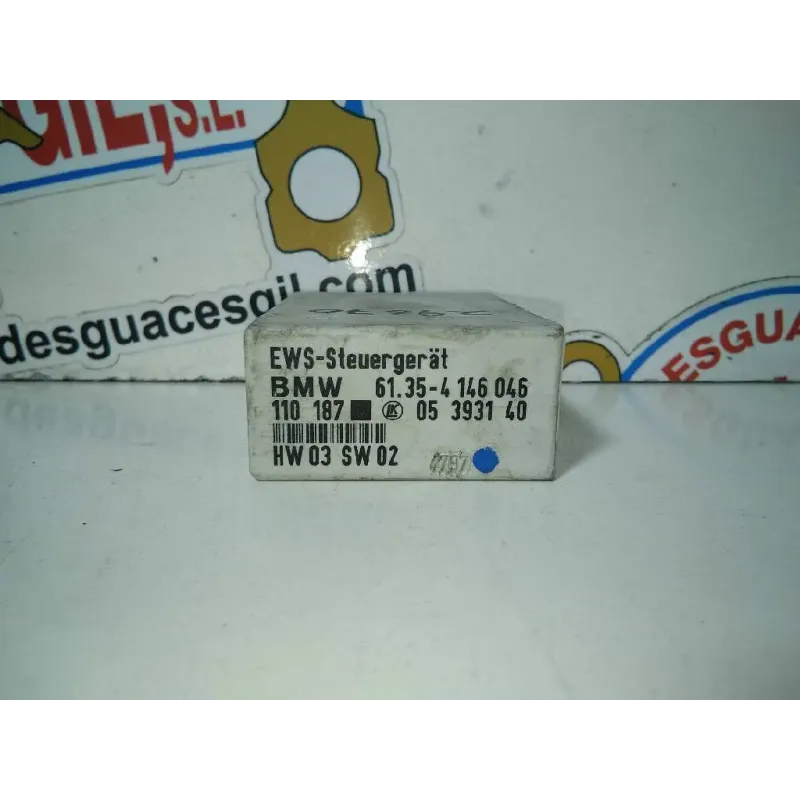 GIL, S.L.
desguacesgil.com
ESGUA
EWS-Steuergerät
BMW 61.35-4 146 046
110 187 LK 05 3931 40
HW 03 SW 02